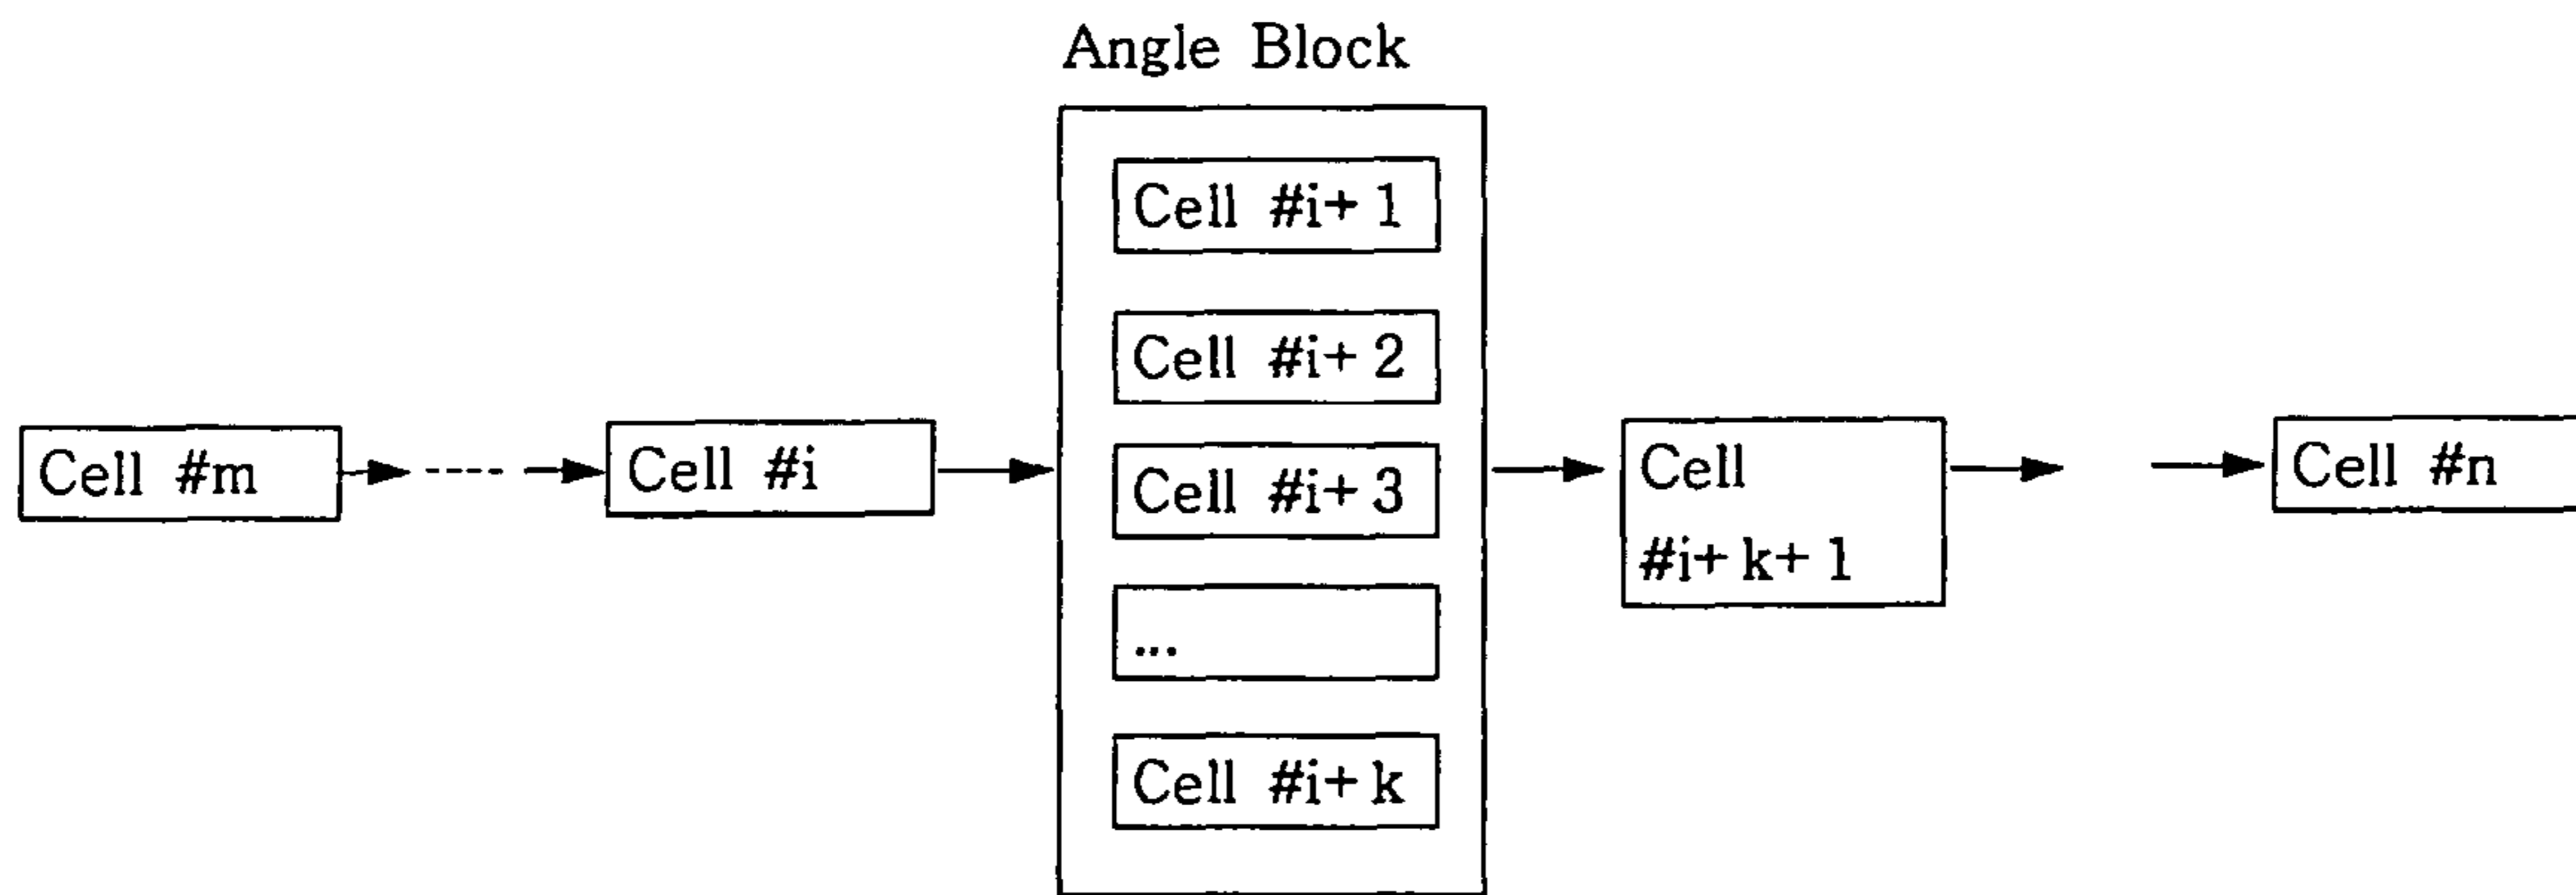 Angle Block
Cell #i+1
Cell #i+2
Cell #i+3
...
Cell #i+k
Cell #m
Cell #i
Cell
#i+k+1
Cell #n